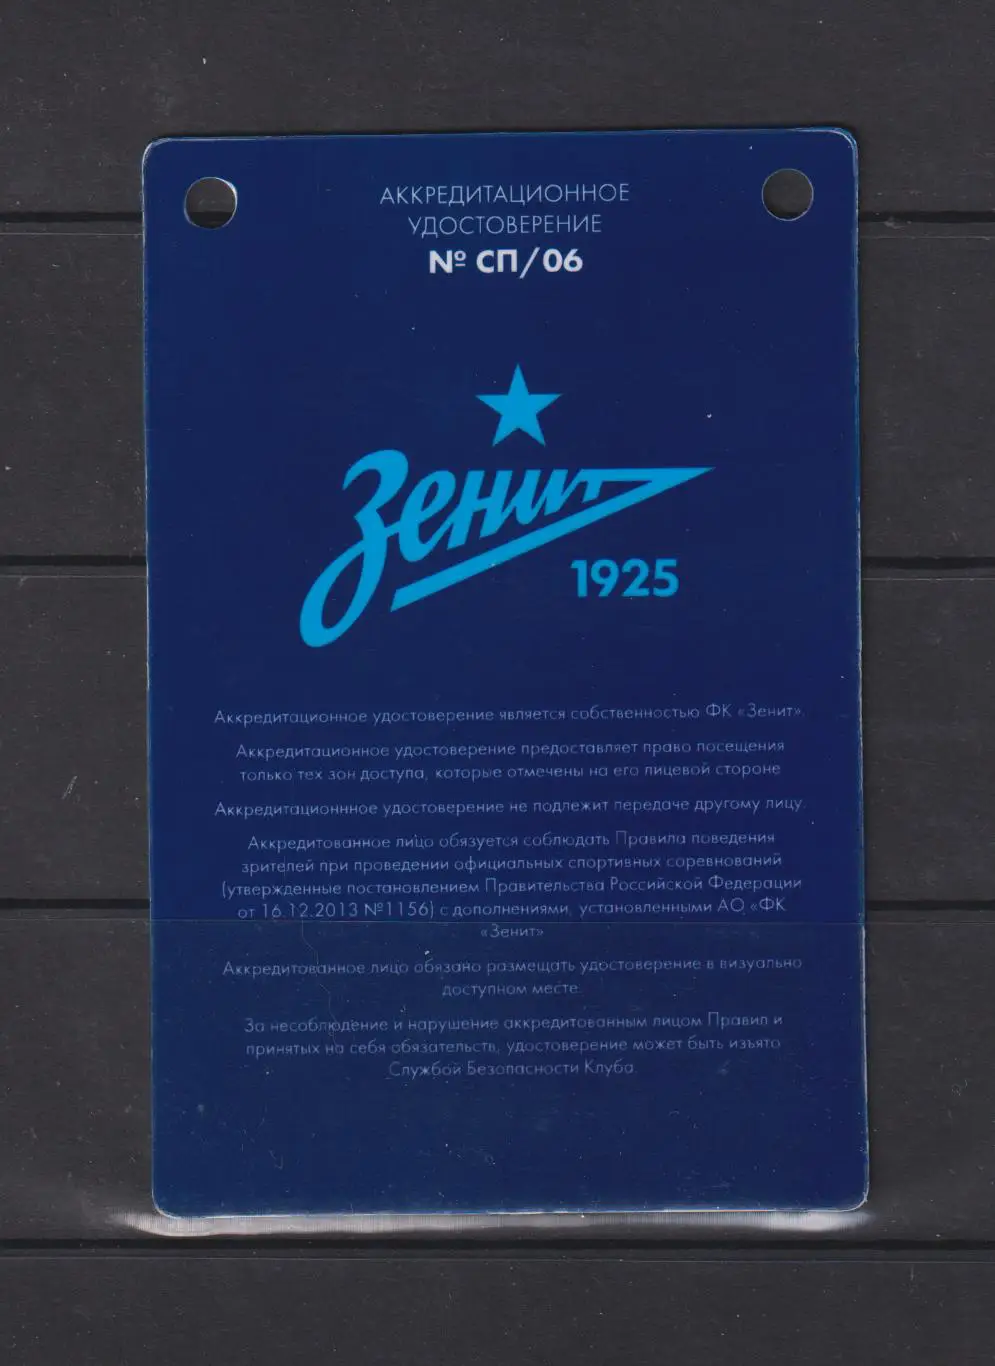 АККРЕДИТАЦИОННОЕ
УДОСТОВЕРЕНИЕ
№ СП/06
Зенит
1925
Аккредитационное удостоверение является собственностью ФК «Зенит».
Аккредитационное удостоверение предоставляет право посещения
только тех зон доступа, которые отмечены на его лицевой стороне
Аккредитационнное удостоверение не подлежит передаче другому лицу.
Аккредитованное лицо обязуется соблюдать Правила поведения
зрителей при проведении официальных спортивных соревнований
(утвержденные постановлением Правительства Российской Федерации
от 16.12.2013 №1156) с дополнениями, установленными АО «ФК
«Зенит»
Аккредитованное лицо обязано размещать удостоверение в визуально
доступном месте.
За несоблюдение и нарушение аккредитованным лицом Правил и
принятых на себя обязательств, удостоверение может быть изъято
Службой Безопасности Клуба.